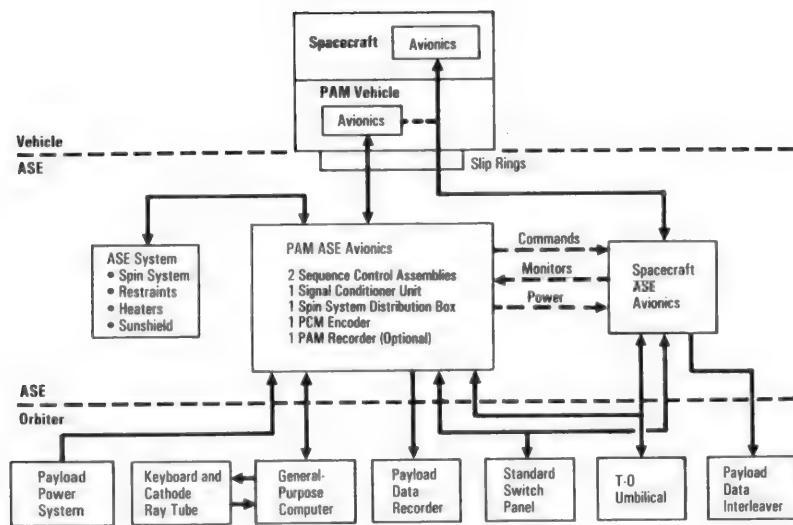 Spacecraft
Avionics
PAM Vehicle
Avionics
Vehicle
ASE
Slip Rings
ASE System
• Spin System
• Restraints
• Heaters
• Sunshield
PAM ASE Avionics
2 Sequence Control Assemblies
1 Signal Conditioner Unit
1 Spin System Distribution Box
1 PCM Encoder
1 PAM Recorder (Optional)
Commands
Monitors
Power
Spacecraft
ASE
Avionics
ASE
Orbiter
Payload
Power
System
Keyboard and
Cathode
Ray Tube
General-
Purpose
Computer
Payload
Data
Recorder
Standard
Switch
Panel
T-0
Umbilical
Payload
Data
Interleaver